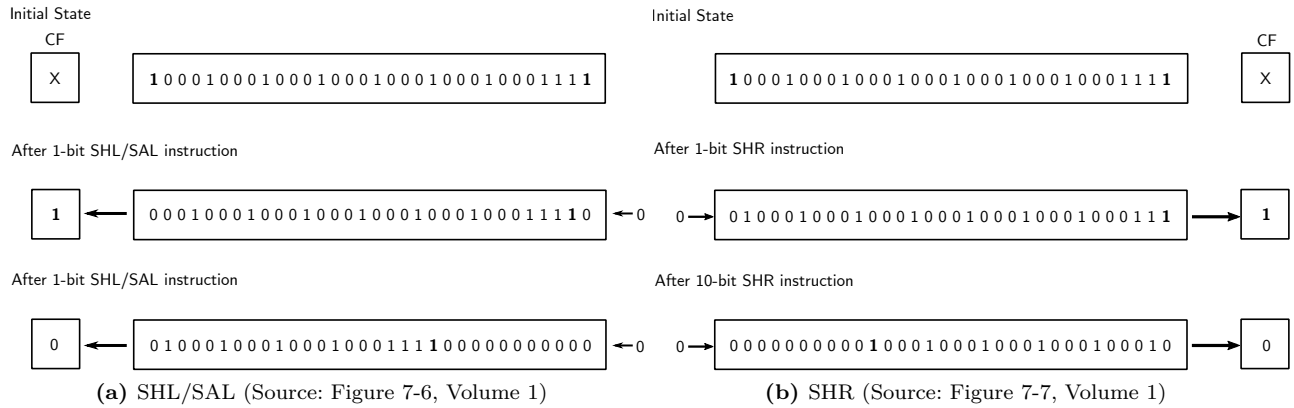 Initial State
CF
X
1 0 0 0 1 0 0 0 1 0 0 0 1 0 0 0 1 0 0 0 1 0 0 0 1 0 0 0 1 1 1 1
After 1-bit SHL/SAL instruction
1
0 0 0 1 0 0 0 1 0 0 0 1 0 0 0 1 0 0 0 1 0 0 0 1 0 0 0 1 1 1 1 0
0
After 1-bit SHL/SAL instruction
0
0 1 0 0 0 1 0 0 0 1 0 0 0 1 0 0 0 1 1 1 1 0 0 0 0 0 0 0 0 0 0 0
0
(a) SHL/SAL (Source: Figure 7-6, Volume 1)
Initial State
CF
1 0 0 0 1 0 0 0 1 0 0 0 1 0 0 0 1 0 0 0 1 0 0 0 1 0 0 0 1 1 1 1
X
After 1-bit SHR instruction
0
0 1 0 0 0 1 0 0 0 1 0 0 0 1 0 0 0 1 0 0 0 1 0 0 0 1 0 0 0 1 1 1
1
After 10-bit SHR instruction
0
0 0 0 0 0 0 0 0 0 0 1 0 0 0 1 0 0 0 1 0 0 0 1 0 0 0 1 0 0 0 1 0
0
(b) SHR (Source: Figure 7-7, Volume 1)